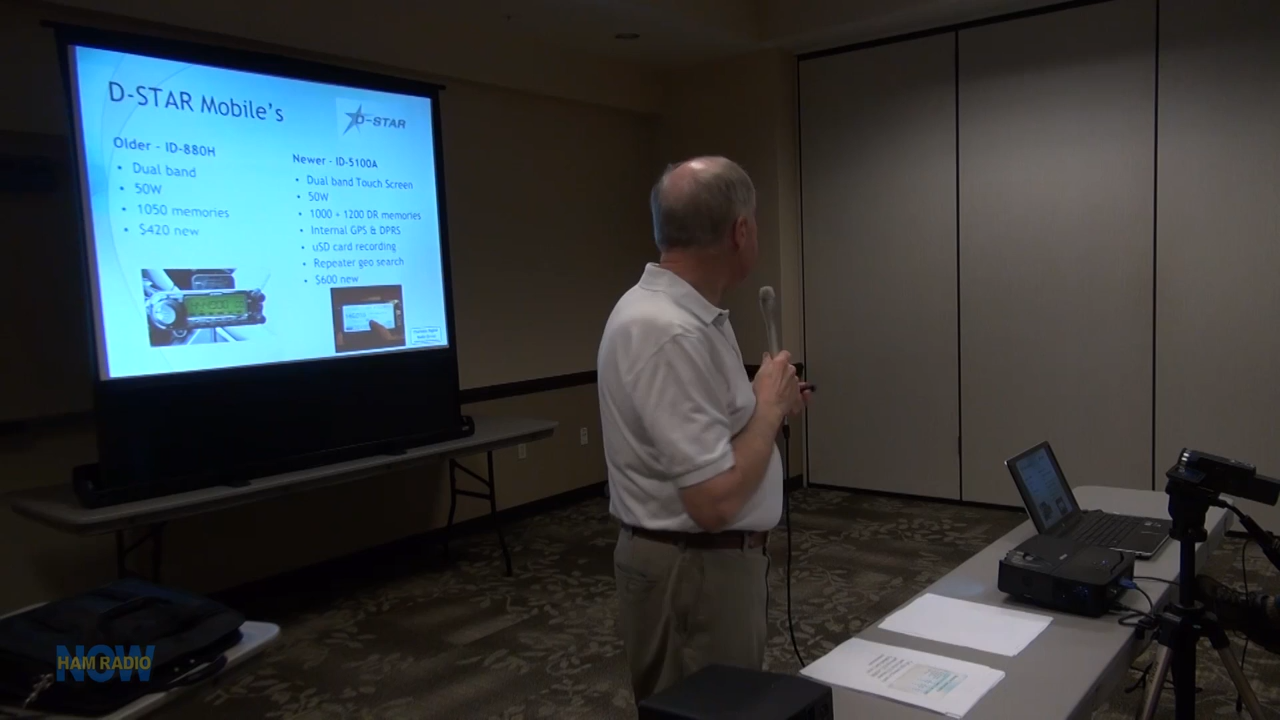 D-STAR Mobile's
D-STAR
Older - ID-880H
• Dual band
• 50W
• 1050 memories
• $420 new
Newer - ID-5100A
• Dual band Touch Screen
• 50W
• 1000 + 1200 DR memories
• Internal GPS & DPRS
• uSD card recording
• Repeater geo search
• $600 new
HAM RADIO
NOW